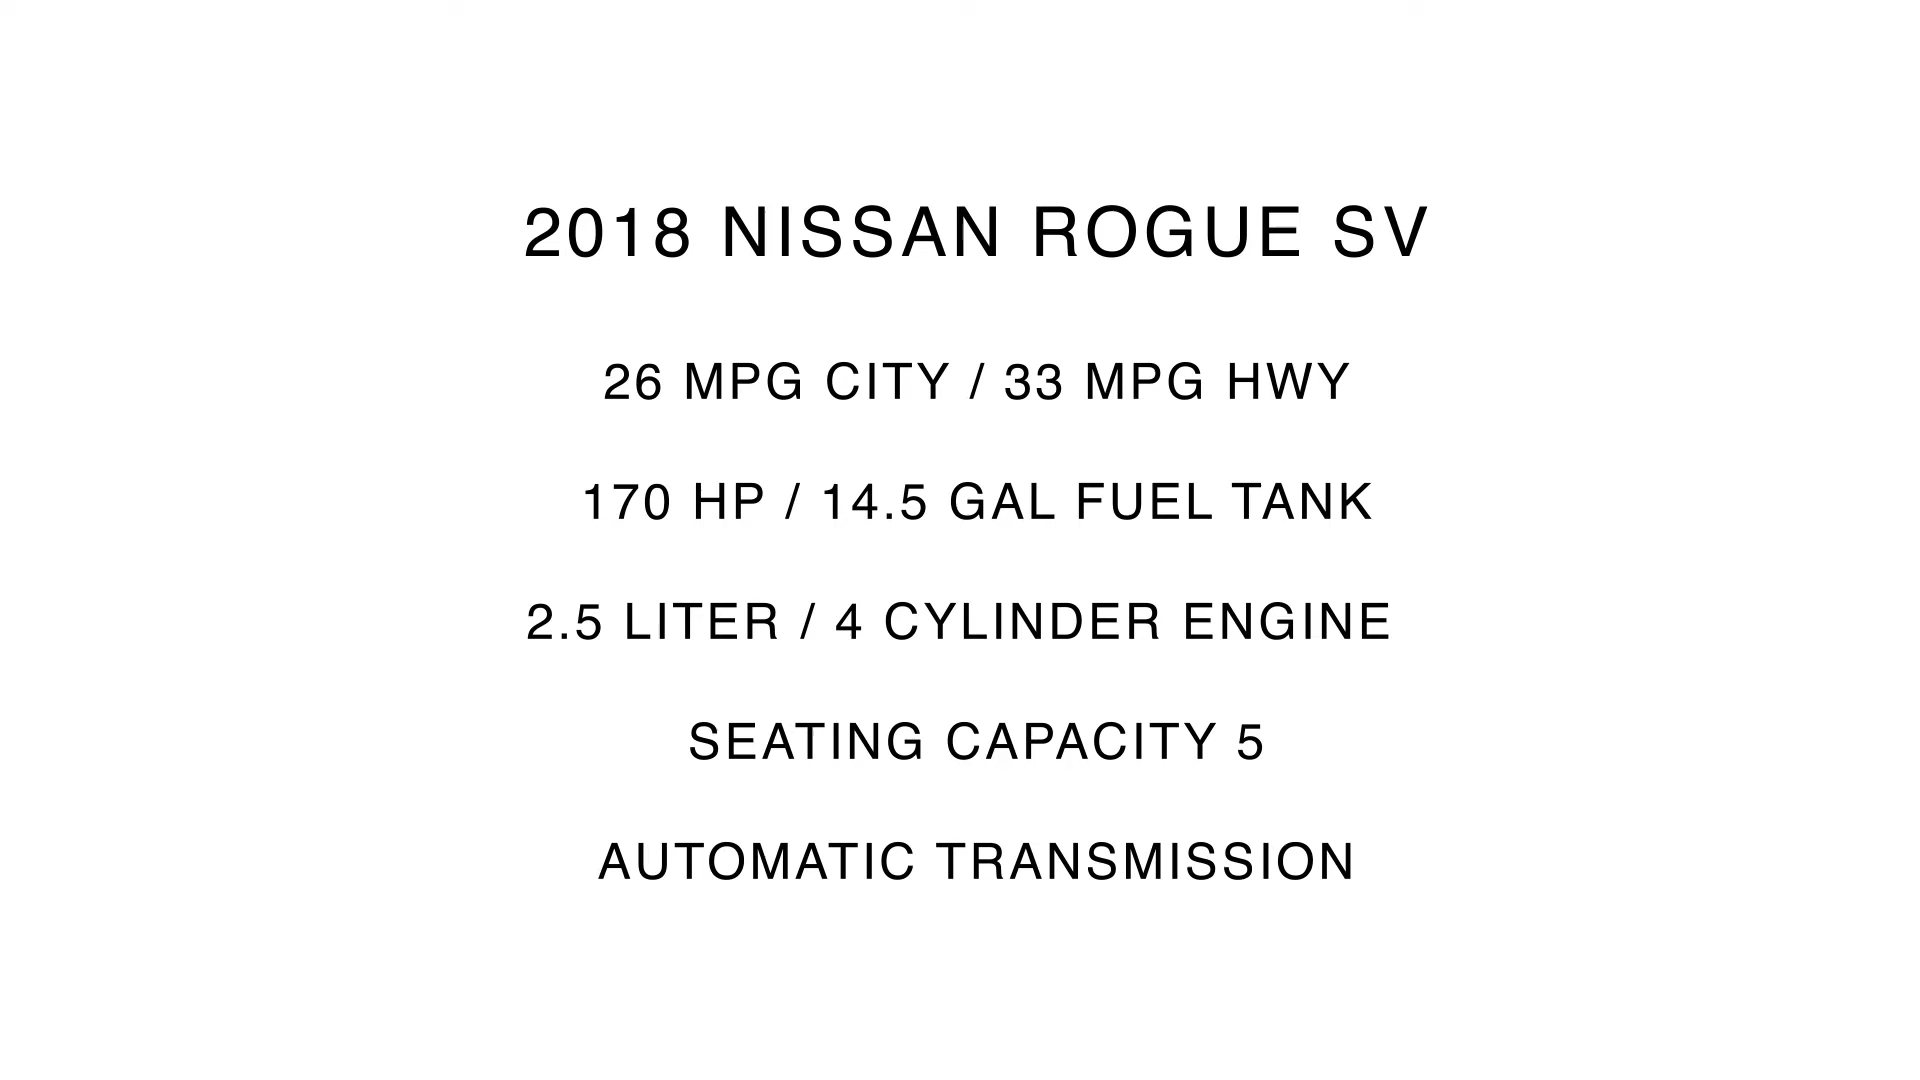 2018 NISSAN ROGUE SV
26 MPG CITY / 33 MPG HWY
170 HP / 14.5 GAL FUEL TANK
2.5 LITER / 4 CYLINDER ENGINE
SEATING CAPACITY 5
AUTOMATIC TRANSMISSION